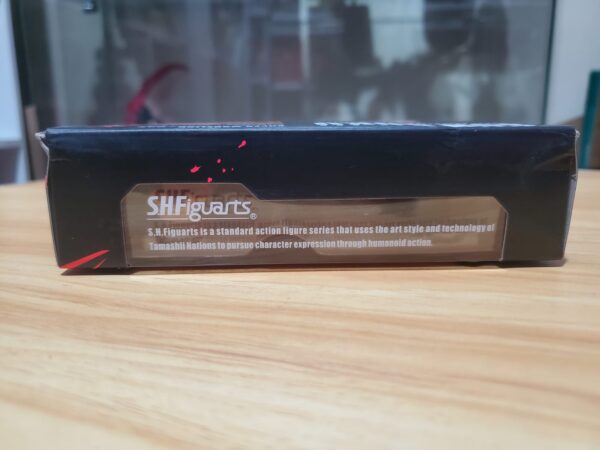 S.H.Figuarts®
S.H.Figuarts is a standard action figure series that uses the art style and technology of
Tamashii Nations to pursue character expression through humanoid action.